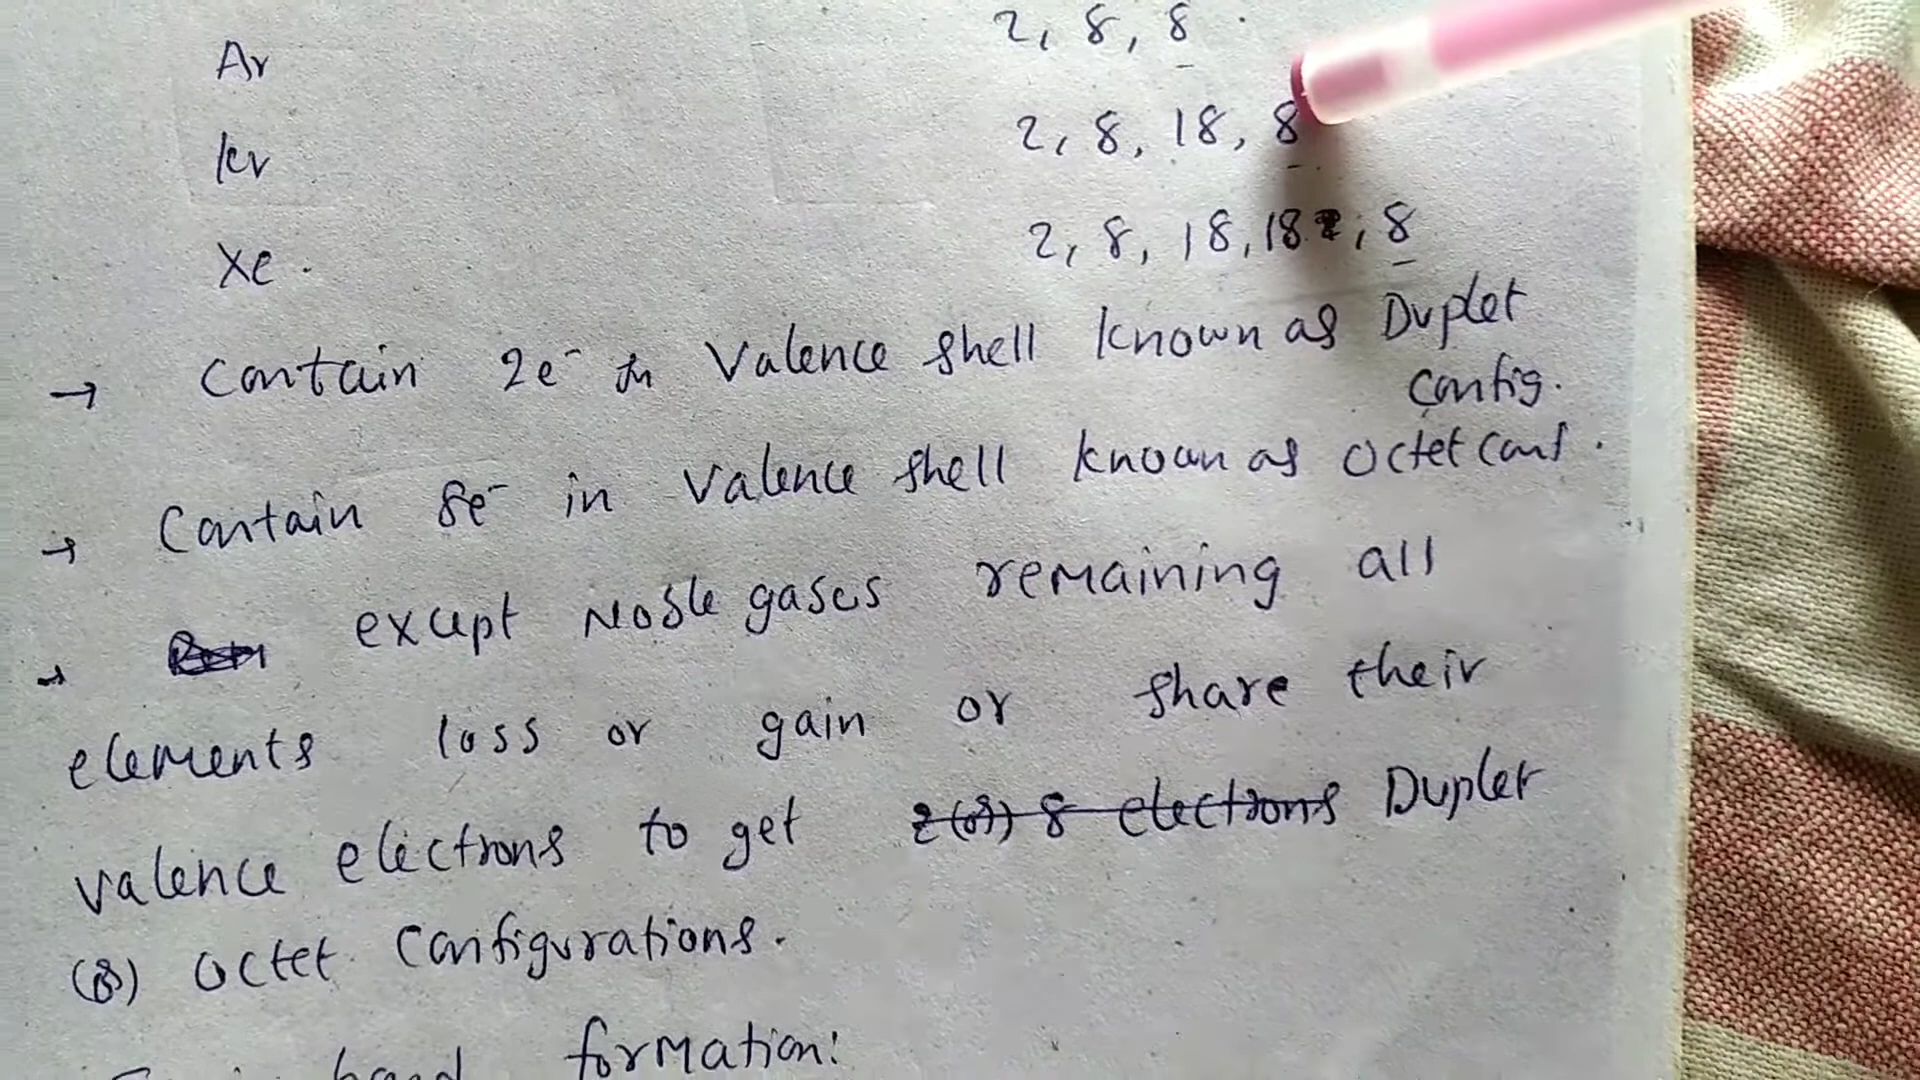 Ar 2, 8, 8
Kr 2, 8, 18, 8
Xe. 2, 8, 18, 18, 8
→ Contain 2e⁻ in Valence shell known as Duplet
config.
→ Contain 8e⁻ in valence shell known as octet conf.
→ except Noble gases remaining all
elements loss or gain or share their
valence electrons to get 2 (or) 8 electrons Duplet
(or) octet configurations.
bond formation: